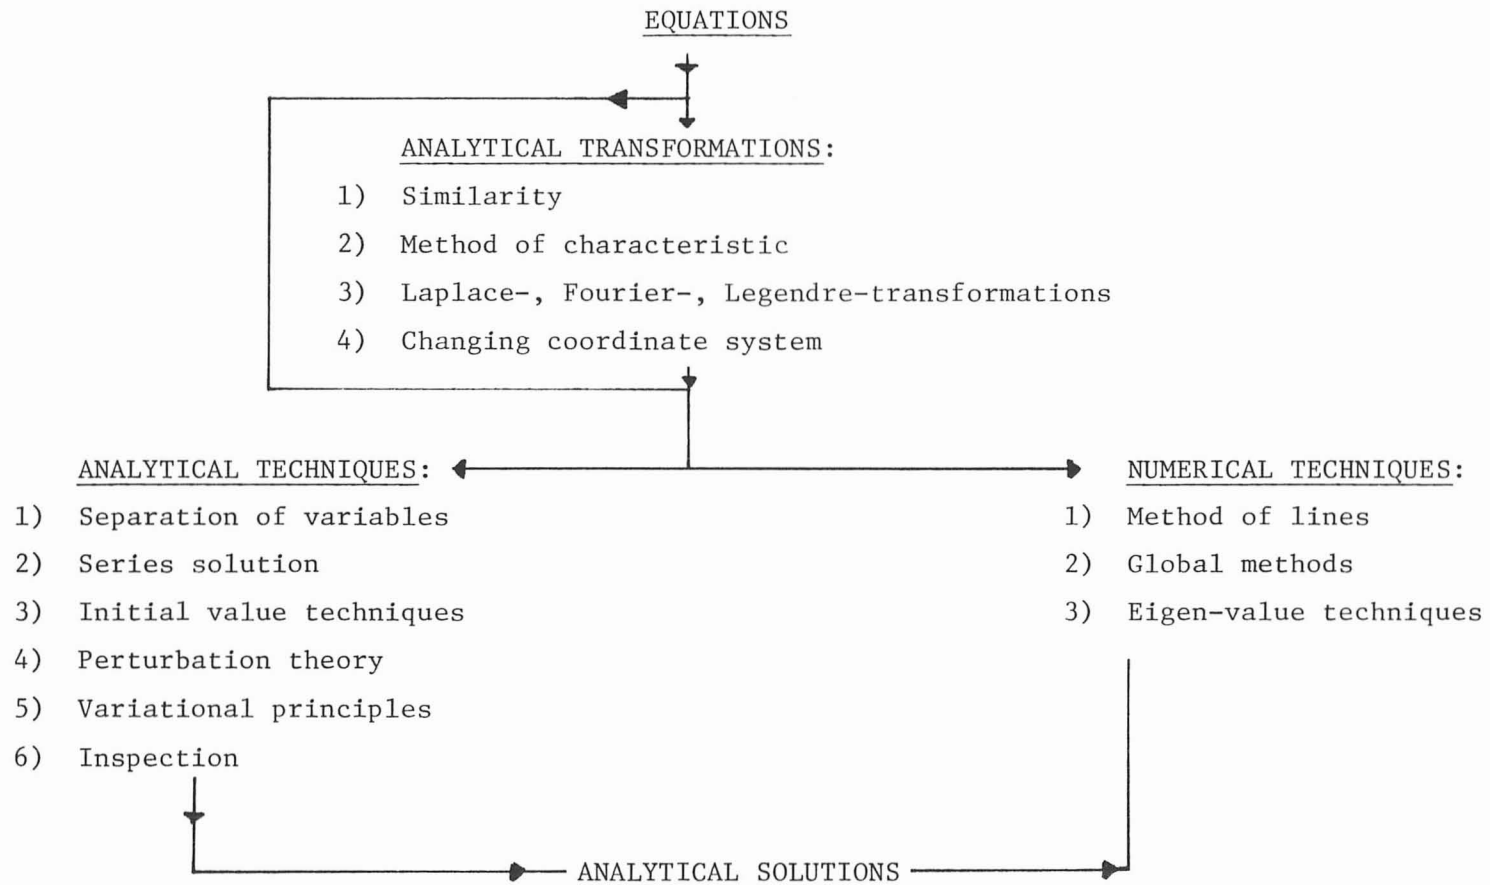 EQUATIONS
ANALYTICAL TRANSFORMATIONS:
1) Similarity
2) Method of characteristic
3) Laplace-, Fourier-, Legendre-transformations
4) Changing coordinate system
ANALYTICAL TECHNIQUES:
1) Separation of variables
2) Series solution
3) Initial value techniques
4) Perturbation theory
5) Variational principles
6) Inspection
NUMERICAL TECHNIQUES:
1) Method of lines
2) Global methods
3) Eigen-value techniques
ANALYTICAL SOLUTIONS